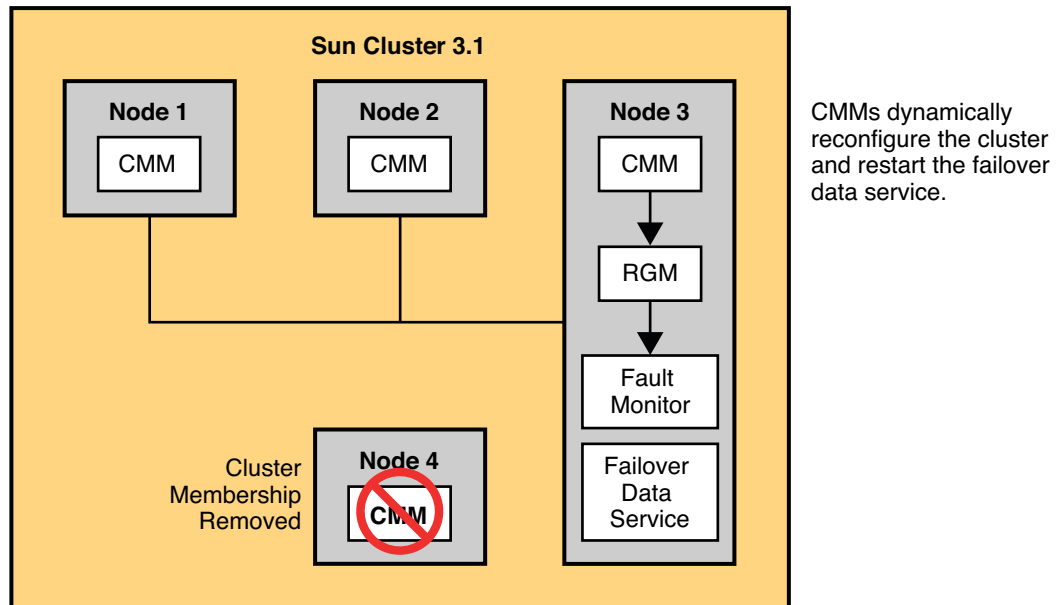 Sun Cluster 3.1
Node 1
CMM
Node 2
CMM
Node 3
CMM
RGM
Fault
Monitor
Failover
Data
Service
CMMs dynamically
reconfigure the cluster
and restart the failover
data service.
Cluster
Membership
Removed
Node 4
CMM